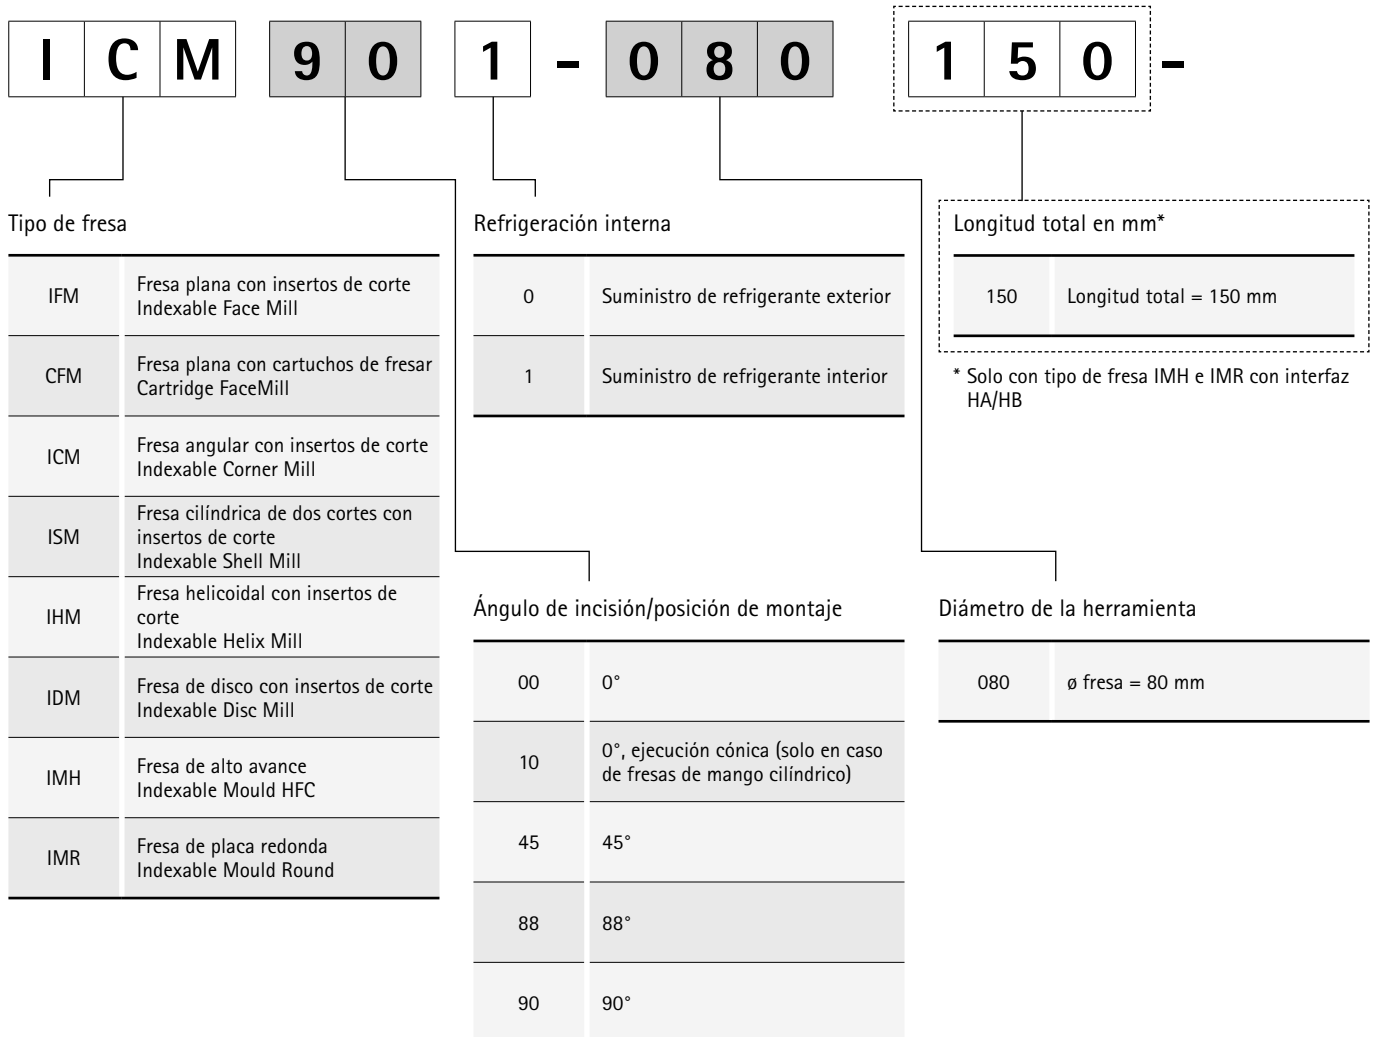 I C M 9 0 1 - 0 8 0 1 5 0 -
Tipo de fresa
IFM
Fresa plana con insertos de corte
Indexable Face Mill
CFM
Fresa plana con cartuchos de fresar
Cartridge FaceMill
ICM
Fresa angular con insertos de corte
Indexable Corner Mill
ISM
Fresa cilíndrica de dos cortes con
insertos de corte
Indexable Shell Mill
IHM
Fresa helicoidal con insertos de
corte
Indexable Helix Mill
IDM
Fresa de disco con insertos de corte
Indexable Disc Mill
IMH
Fresa de alto avance
Indexable Mould HFC
IMR
Fresa de placa redonda
Indexable Mould Round
Refrigeración interna
0 Suministro de refrigerante exterior
1 Suministro de refrigerante interior
Longitud total en mm*
150 Longitud total = 150 mm
* Solo con tipo de fresa IMH e IMR con interfaz
HA/HB
Ángulo de incisión/posición de montaje
00 0°
10
0°, ejecución cónica (solo en caso
de fresas de mango cilíndrico)
45 45°
88 88°
90 90°
Diámetro de la herramienta
080 ø fresa = 80 mm